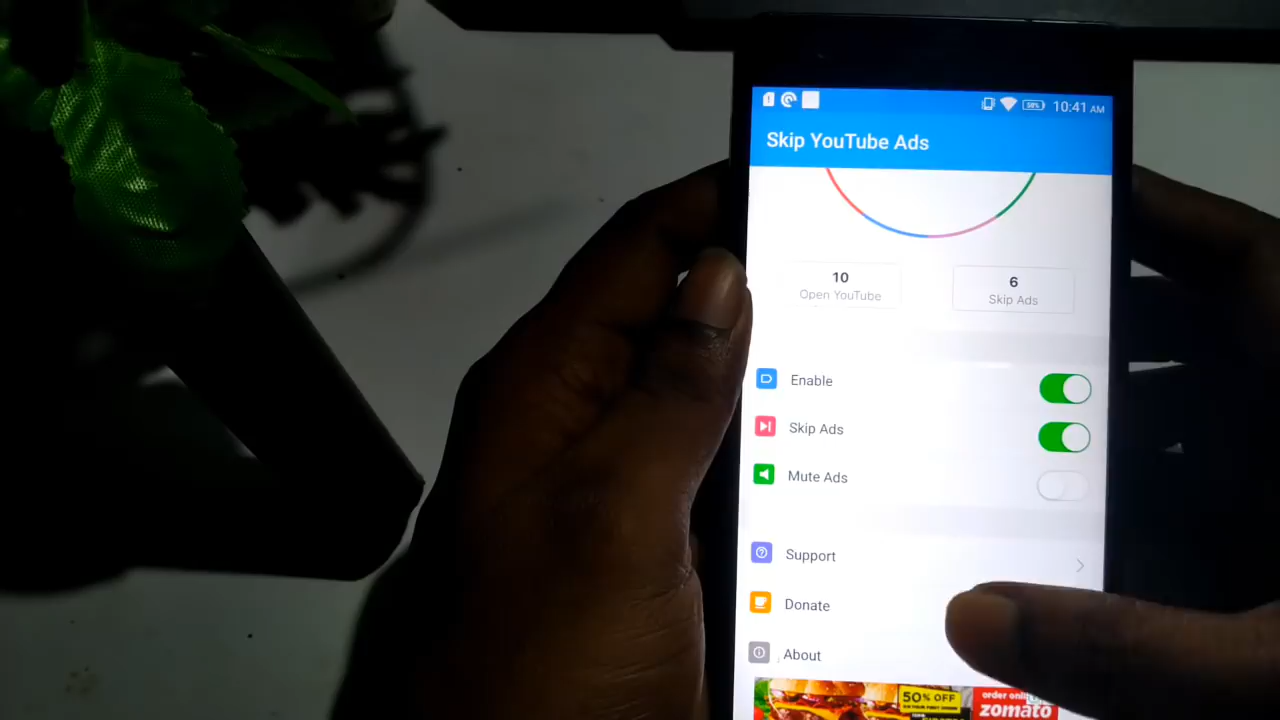 58% 10:41 AM
Skip YouTube Ads
10
Open YouTube
6
Skip Ads
Enable
Skip Ads
Mute Ads
Support
Donate
About
50% OFF
zomato